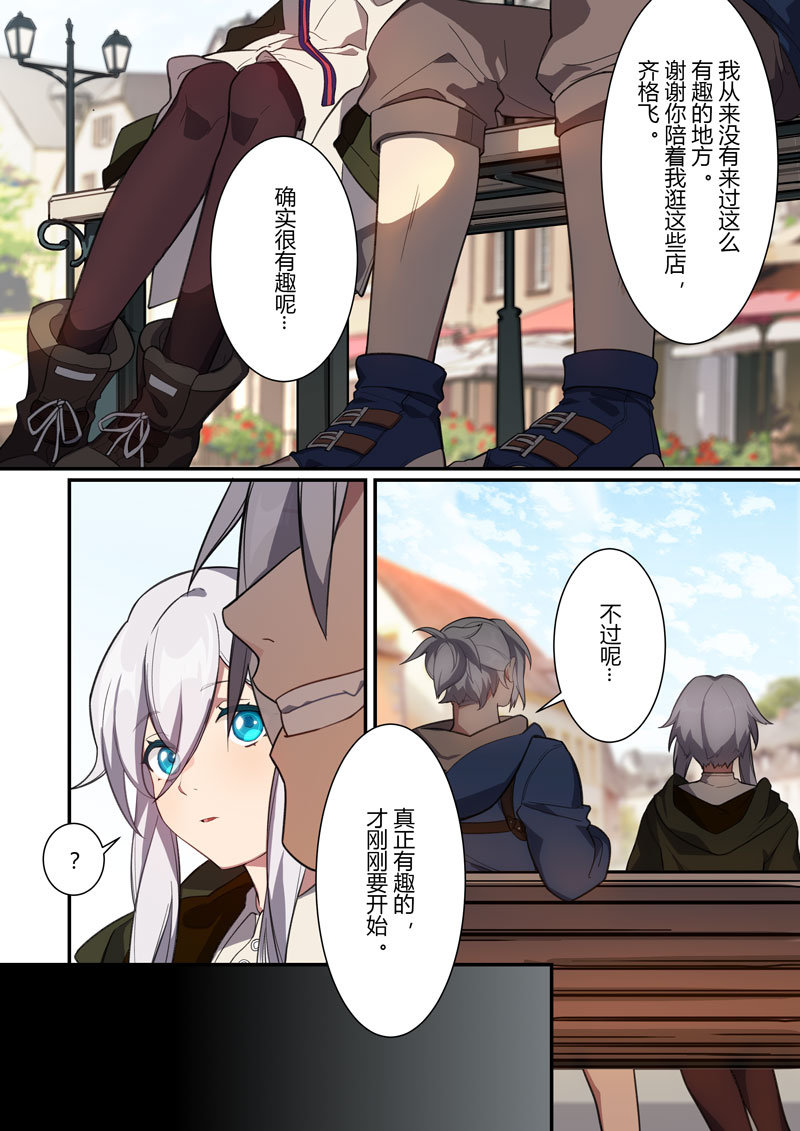 我从来没有来过这么
有趣的地方。
谢谢你陪着我逛这些店，
齐格飞。
确实很有趣呢…
不过呢…
真正有趣的，
才刚刚要开始。
？